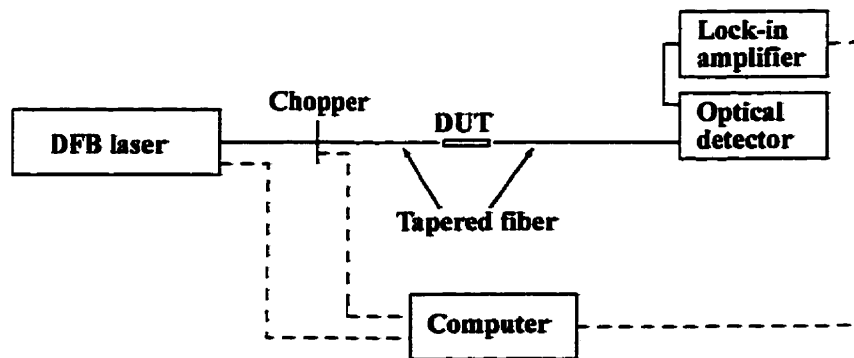 Lock-in
amplifier
Chopper
DFB laser
DUT
Optical
detector
Tapered fiber
Computer